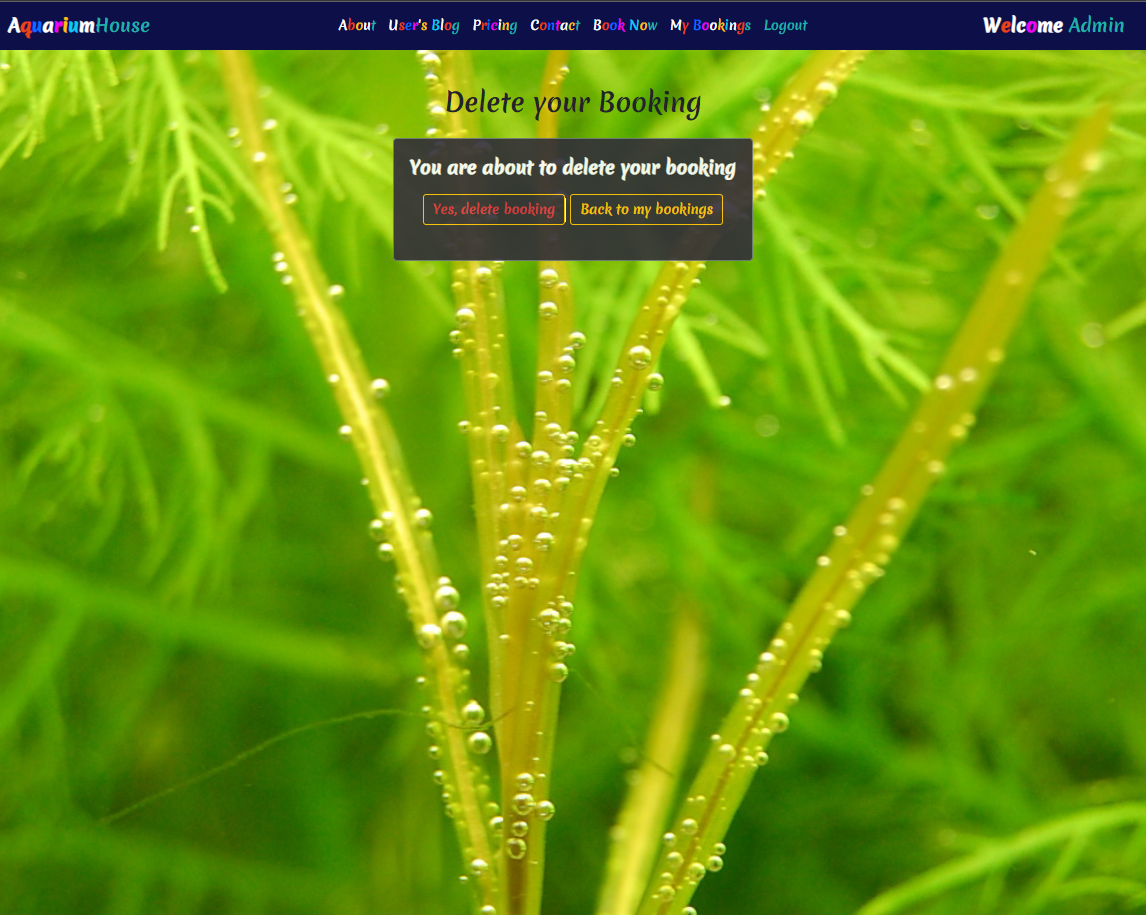 AquariumHouse About User's Blog Pricing Contact Book Now My Bookings Logout Welcome Admin
Delete your Booking
You are about to delete your booking
Yes, delete booking Back to my bookings